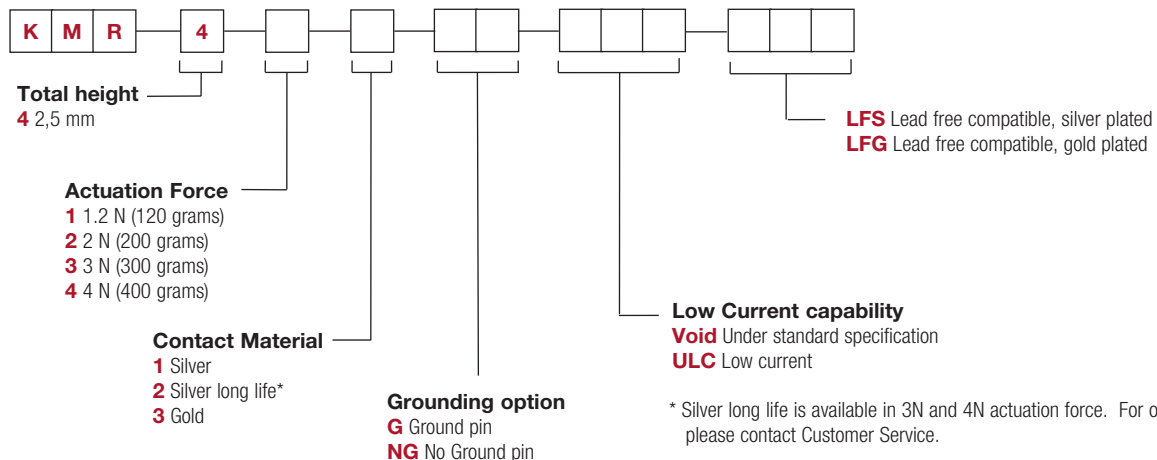 K M R 4
Total height
4 2,5 mm
LFS Lead free compatible, silver plated
LFG Lead free compatible, gold plated
Actuation Force
1 1.2 N (120 grams)
2 2 N (200 grams)
3 3 N (300 grams)
4 4 N (400 grams)
Low Current capability
Void Under standard specification
ULC Low current
Contact Material
1 Silver
2 Silver long life*
3 Gold
Grounding option
G Ground pin
NG No Ground pin
* Silver long life is available in 3N and 4N actuation force. For
please contact Customer Service.